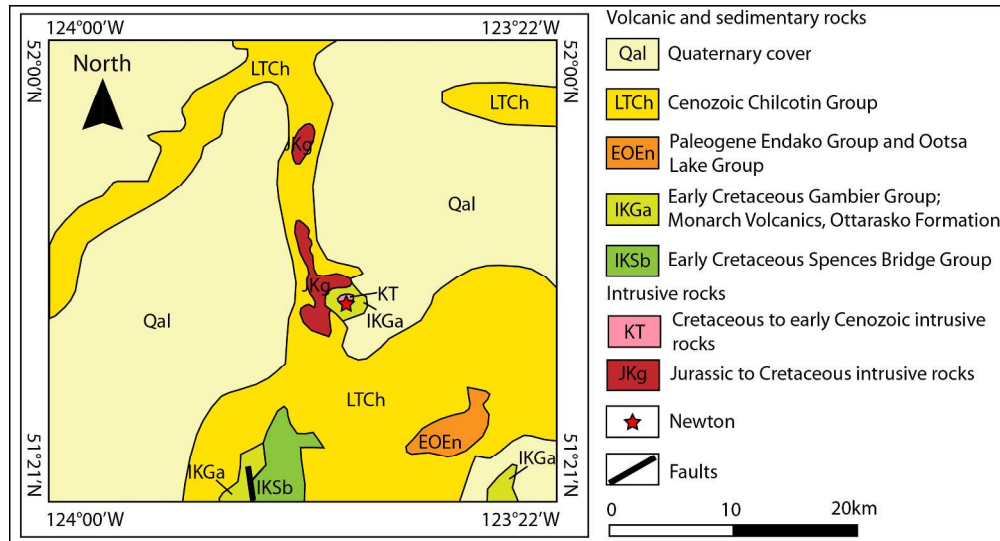 124°00'W
123°22'W
52°00'N
52°00'N
North
LTCh
LTCh
JKg
Qal
JKg
KT
IKGa
Qal
LTCh
EOEn
IKGa
IKGa
IKSb
51°21'N
51°21'N
124°00'W
123°22'W
Volcanic and sedimentary rocks
Qal Quaternary cover
LTCh Cenozoic Chilcotin Group
EOEn Paleogene Endako Group and Ootsa
Lake Group
IKGa Early Cretaceous Gambier Group;
Monarch Volcanics, Ottarasko Formation
IKSb Early Cretaceous Spences Bridge Group
Intrusive rocks
KT Cretaceous to early Cenozoic intrusive
rocks
JKg Jurassic to Cretaceous intrusive rocks
Newton
Faults
0 10 20km